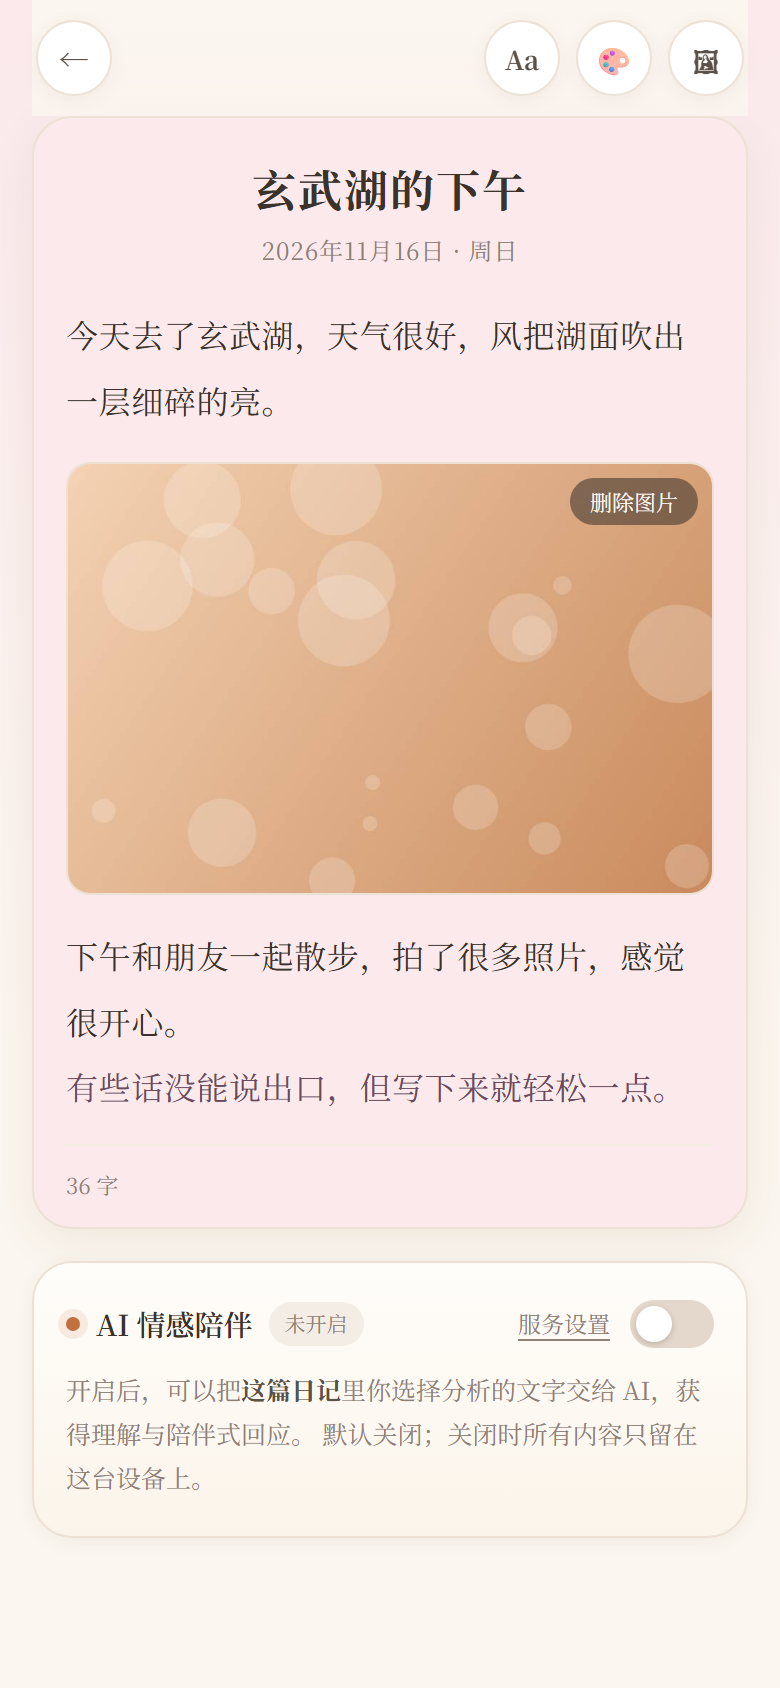 ←
Aa
玄武湖的下午
2026年11月16日 · 周日
今天去了玄武湖，天气很好，风把湖面吹出
一层细碎的亮。
删除图片
下午和朋友一起散步，拍了很多照片，感觉
很开心。
有些话没能说出口，但写下来就轻松一点。
36 字
AI 情感陪伴
未开启
服务设置
开启后，可以把这篇日记里你选择分析的文字交给 AI，获
得理解与陪伴式回应。 默认关闭；关闭时所有内容只留在
这台设备上。